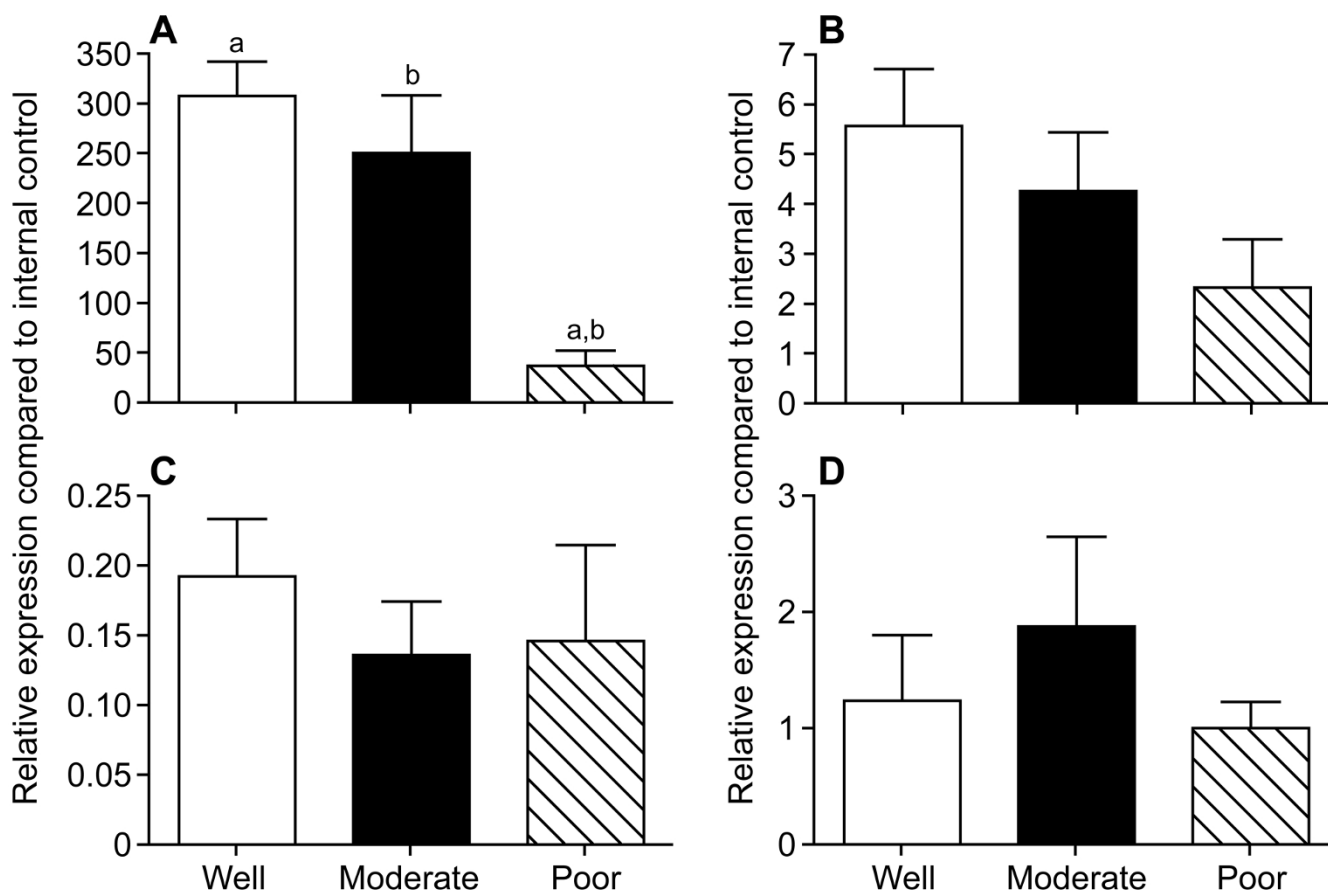 A
Relative expression compared to internal control
350
300
250
200
150
100
50
0
a
b
a,b
B
Relative expression compared to internal control
7
6
5
4
3
2
1
0
C
0.25
0.20
0.15
0.10
0.05
0
Well Moderate Poor
D
3
2
1
0
Well Moderate Poor